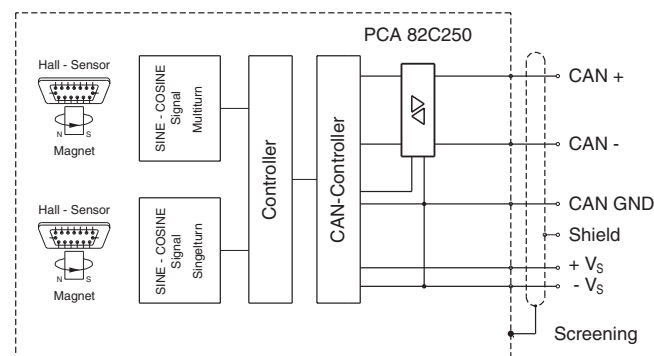 PCA 82C250
Hall - Sensor
N S
Magnet
SINE - COSINE
Signal
Multiturn
Hall - Sensor
N S
Magnet
SINE - COSINE
Signal
Singelturn
Controller
CAN-Controller
CAN +
CAN -
CAN GND
Shield
+ VS
- VS
Screening